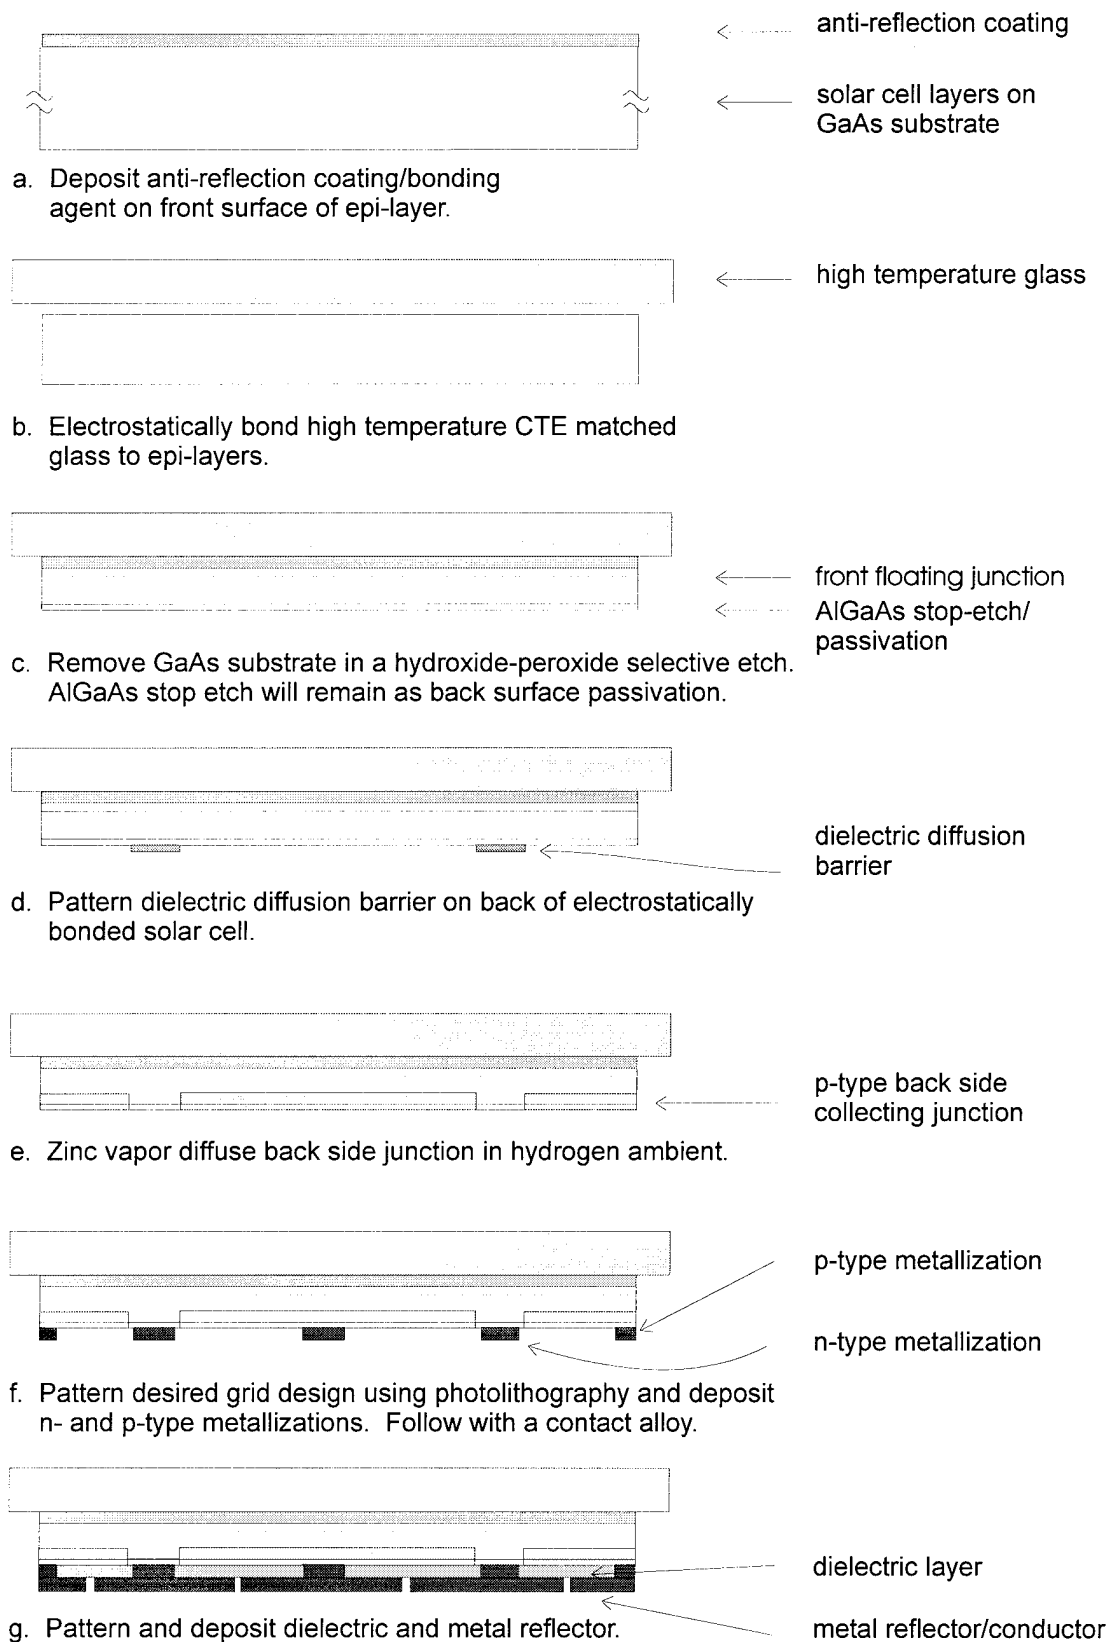 anti-reflection coating
solar cell layers on
GaAs substrate
a. Deposit anti-reflection coating/bonding
agent on front surface of epi-layer.
high temperature glass
b. Electrostatically bond high temperature CTE matched
glass to epi-layers.
front floating junction
AlGaAs stop-etch/
passivation
c. Remove GaAs substrate in a hydroxide-peroxide selective etch.
AlGaAs stop etch will remain as back surface passivation.
dielectric diffusion
barrier
d. Pattern dielectric diffusion barrier on back of electrostatically
bonded solar cell.
p-type back side
collecting junction
e. Zinc vapor diffuse back side junction in hydrogen ambient.
p-type metallization
n-type metallization
f. Pattern desired grid design using photolithography and deposit
n- and p-type metallizations. Follow with a contact alloy.
dielectric layer
g. Pattern and deposit dielectric and metal reflector.
metal reflector/conductor